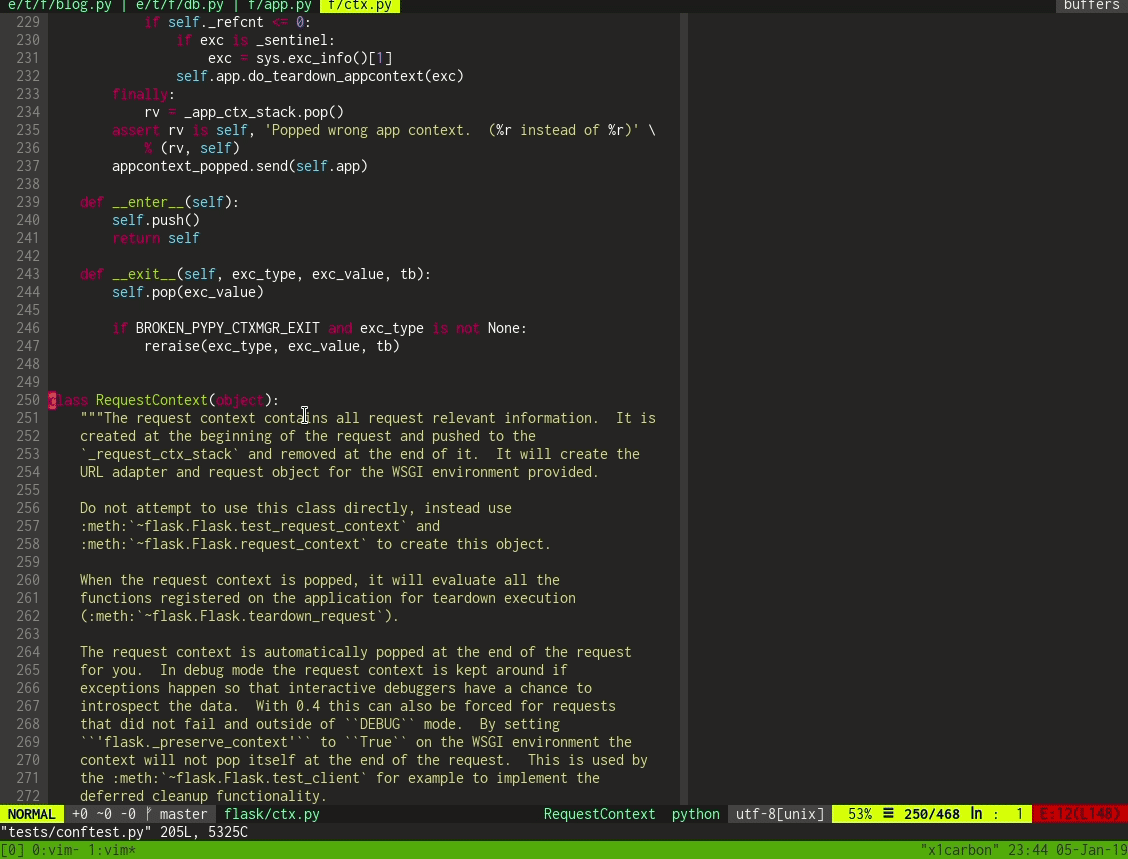 e/t/f/blog.py | e/t/f/db.py | f/app.py f/ctx.py buffers
229             if self._refcnt <= 0:
230                 if exc is _sentinel:
231                     exc = sys.exc_info()[1]
232                 self.app.do_teardown_appcontext(exc)
233         finally:
234             rv = _app_ctx_stack.pop()
235         assert rv is self, 'Popped wrong app context.  (%r instead of %r)' \
236             % (rv, self)
237         appcontext_popped.send(self.app)
238
239     def __enter__(self):
240         self.push()
241         return self
242
243     def __exit__(self, exc_type, exc_value, tb):
244         self.pop(exc_value)
245
246         if BROKEN_PYPY_CTXMGR_EXIT and exc_type is not None:
247             reraise(exc_type, exc_value, tb)
248
249
250 class RequestContext(object):
251     """The request context contains all request relevant information.  It is
252     created at the beginning of the request and pushed to the
253     `_request_ctx_stack` and removed at the end of it.  It will create the
254     URL adapter and request object for the WSGI environment provided.
255
256     Do not attempt to use this class directly, instead use
257     :meth:`~flask.Flask.test_request_context` and
258     :meth:`~flask.Flask.request_context` to create this object.
259
260     When the request context is popped, it will evaluate all the
261     functions registered on the application for teardown execution
262     (:meth:`~flask.Flask.teardown_request`).
263
264     The request context is automatically popped at the end of the request
265     for you.  In debug mode the request context is kept around if
266     exceptions happen so that interactive debuggers have a chance to
267     introspect the data.  With 0.4 this can also be forced for requests
268     that did not fail and outside of ``DEBUG`` mode.  By setting
269     ``'flask._preserve_context'`` to ``True`` on the WSGI environment the
270     context will not pop itself at the end of the request.  This is used by
271     the :meth:`~flask.Flask.test_client` for example to implement the
272     deferred cleanup functionality.
NORMAL +0 ~0 -0 ᚠ master flask/ctx.py RequestContext python utf-8[unix] 53% ☰ 250/468 ln : 1 E:12(L148)
"tests/conftest.py" 205L, 5325C
[0] 0:vim- 1:vim* "x1carbon" 23:44 05-Jan-19